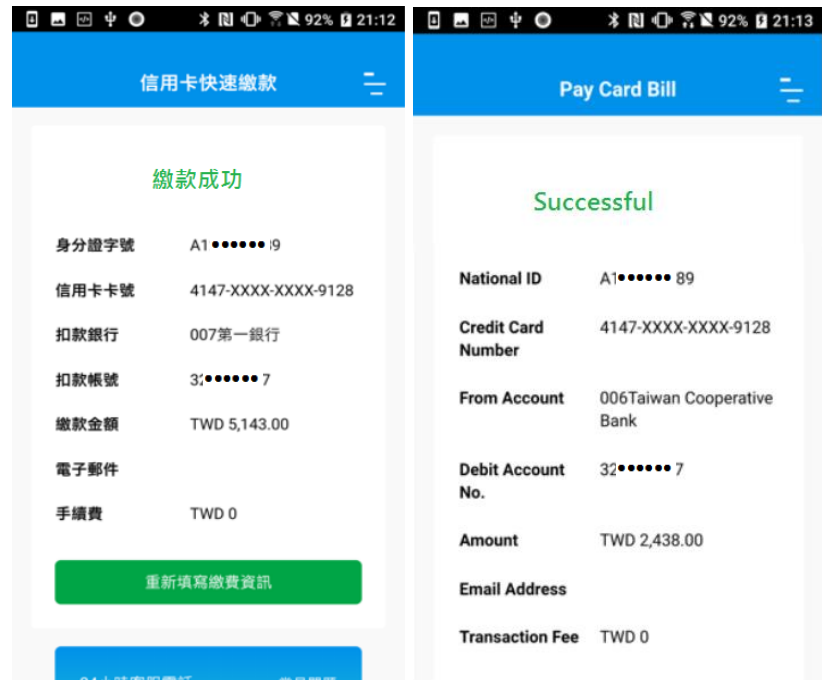 92% 21:12
信用卡快速繳款
繳款成功
身分證字號 A1●●●●●●9
信用卡卡號 4147-XXXX-XXXX-9128
扣款銀行 007第一銀行
扣款帳號 32●●●●●●7
繳款金額 TWD 5,143.00
電子郵件
手續費 TWD 0
重新填寫繳費資訊
92% 21:13
Pay Card Bill
Successful
National ID A1●●●●●● 89
Credit Card 4147-XXXX-XXXX-9128
Number
From Account 006Taiwan Cooperative
Bank
Debit Account 32●●●●●● 7
No.
Amount TWD 2,438.00
Email Address
Transaction Fee TWD 0